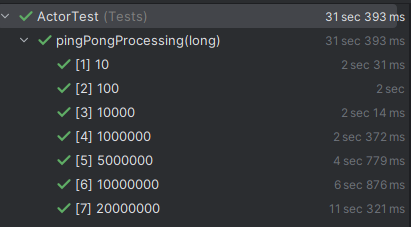 ActorTest (Tests) 31 sec 393 ms
pingPongProcessing(long) 31 sec 393 ms
[1] 10 2 sec 31 ms
[2] 100 2 sec
[3] 10000 2 sec 14 ms
[4] 1000000 2 sec 372 ms
[5] 5000000 4 sec 779 ms
[6] 10000000 6 sec 876 ms
[7] 20000000 11 sec 321 ms